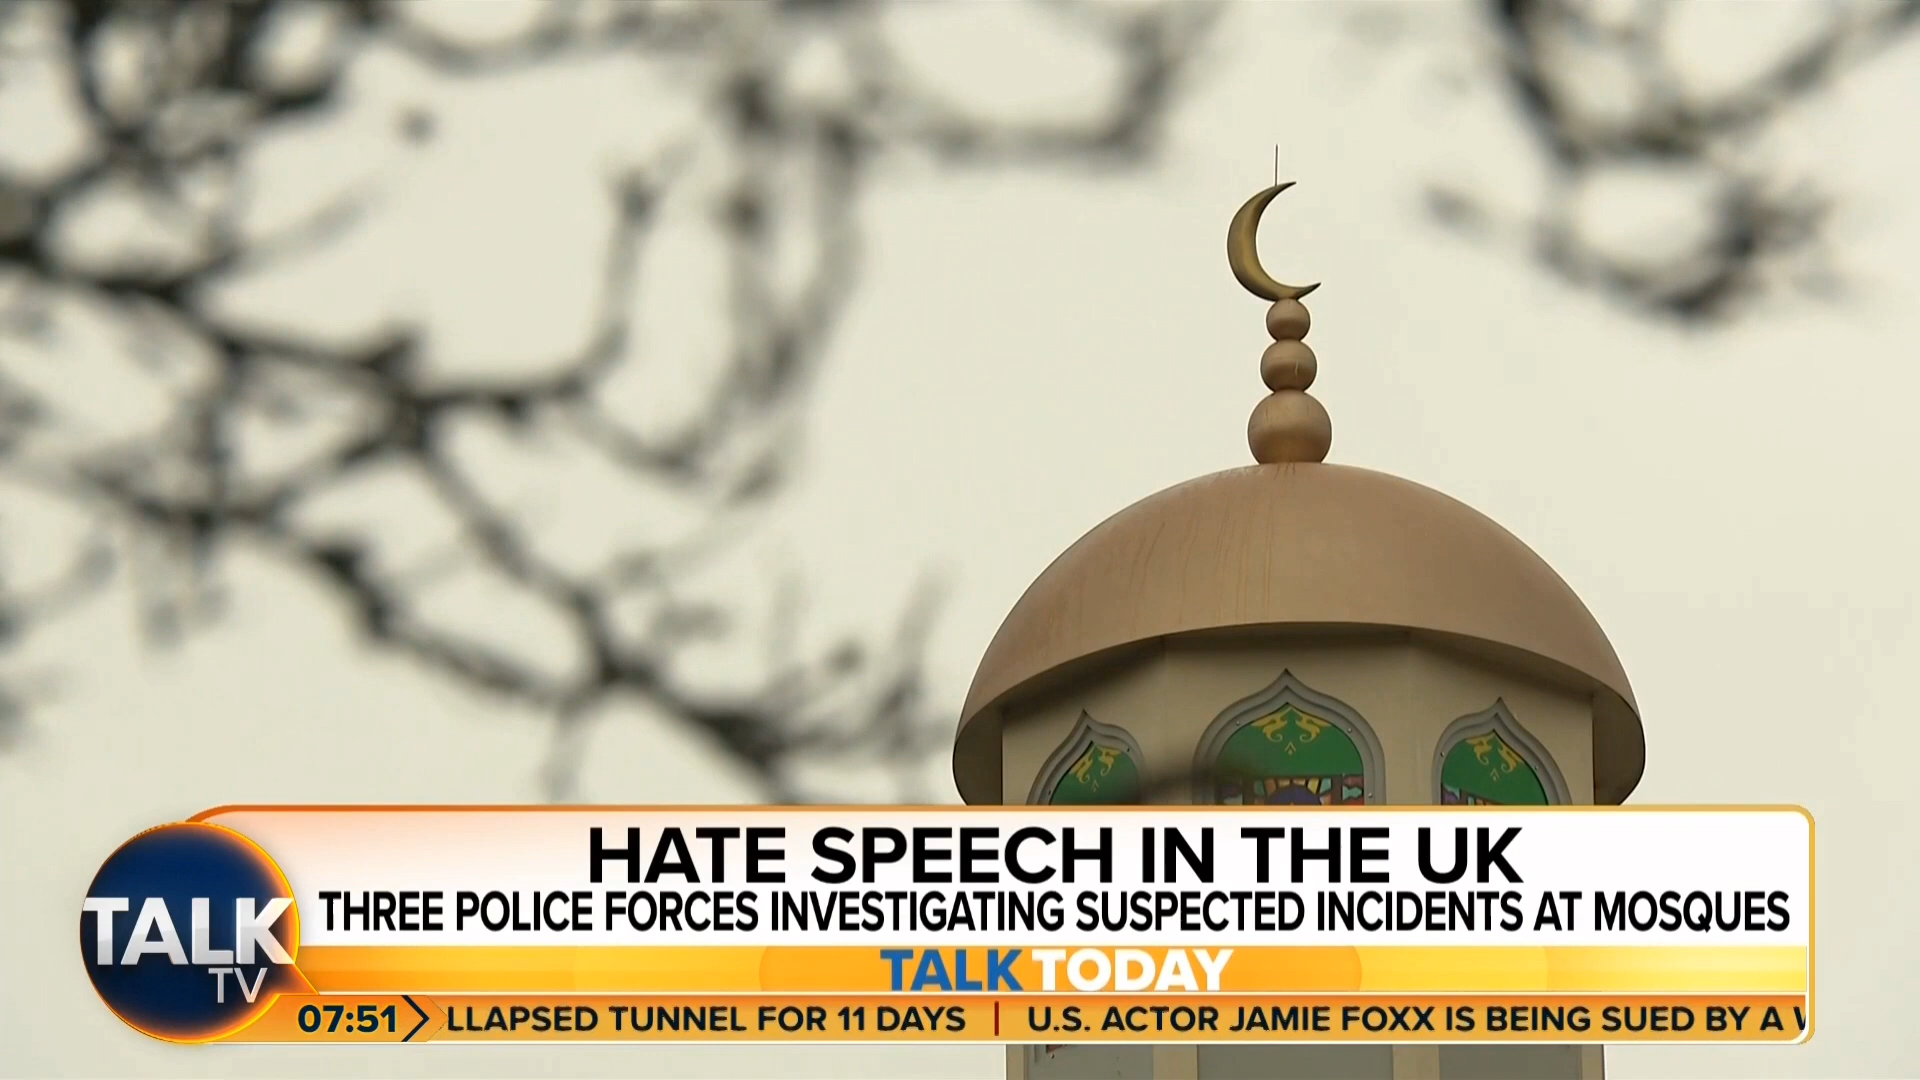 HATE SPEECH IN THE UK
THREE POLICE FORCES INVESTIGATING SUSPECTED INCIDENTS AT MOSQUES
TALK TV
TALK TODAY
07:51
LLAPSED TUNNEL FOR 11 DAYS | U.S. ACTOR JAMIE FOXX IS BEING SUED BY A